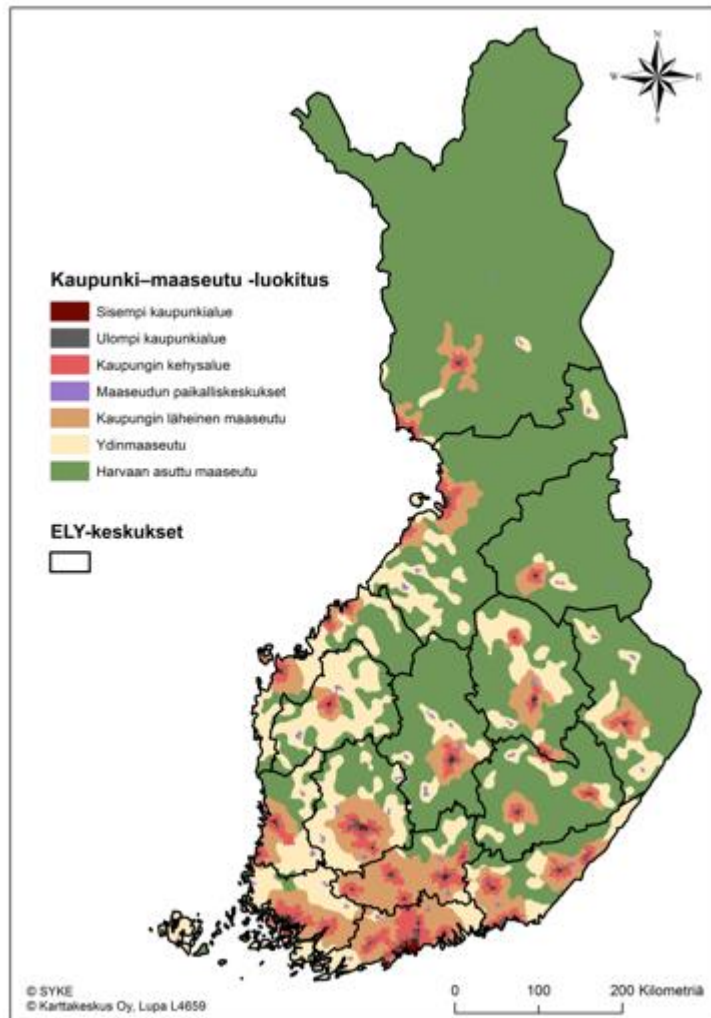 N
W
E
S
Kaupunki–maaseutu -luokitus
Sisempi kaupunkialue
Ulompi kaupunkialue
Kaupungin kehysalue
Maaseudun paikalliskeskukset
Kaupungin läheinen maaseutu
Ydinmaaseutu
Harvaan asuttu maaseutu
ELY-keskukset
© SYKE
© Karttakeskus Oy, Lupa L4659
0 100 200 Kilometriä